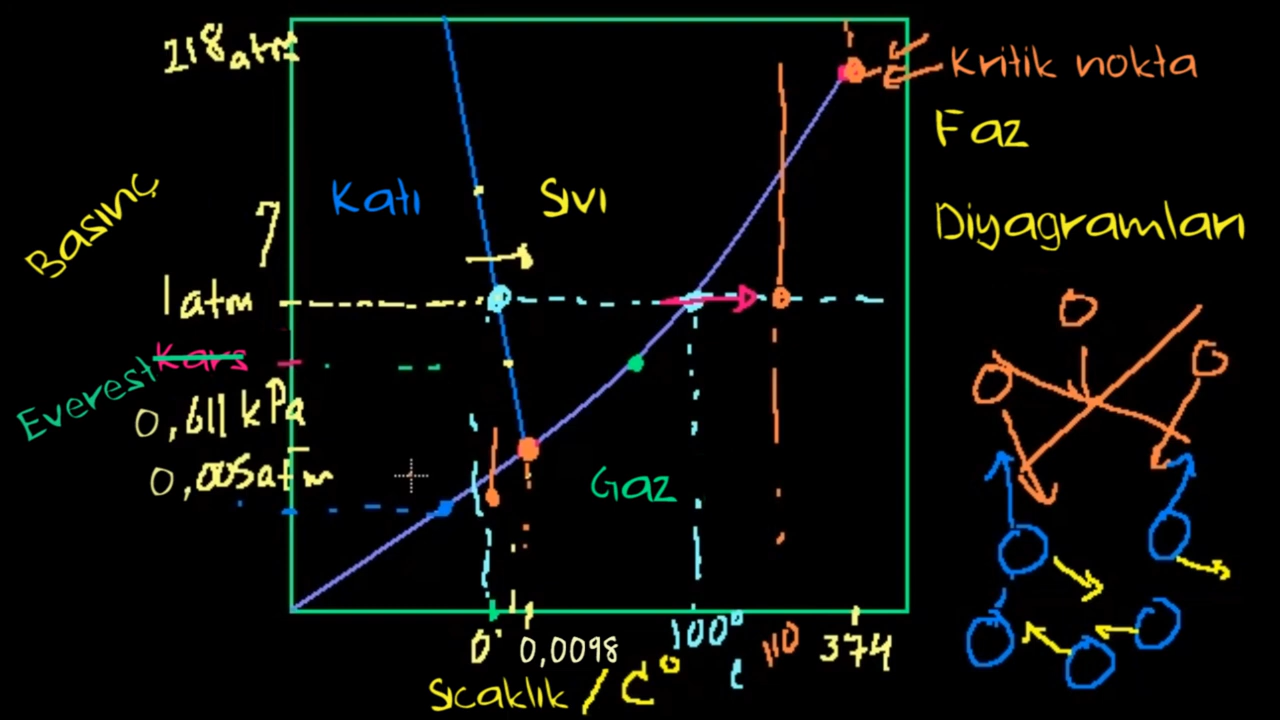 218 atm
Kritik nokta
Faz
Diyagramları
Basınç
Katı
Sıvı
7
1 atm
Kars
Everest
0,611 kPa
0,005 atm
Gaz
0°
0,0098
100°
C
110
374
Sıcaklık / C°